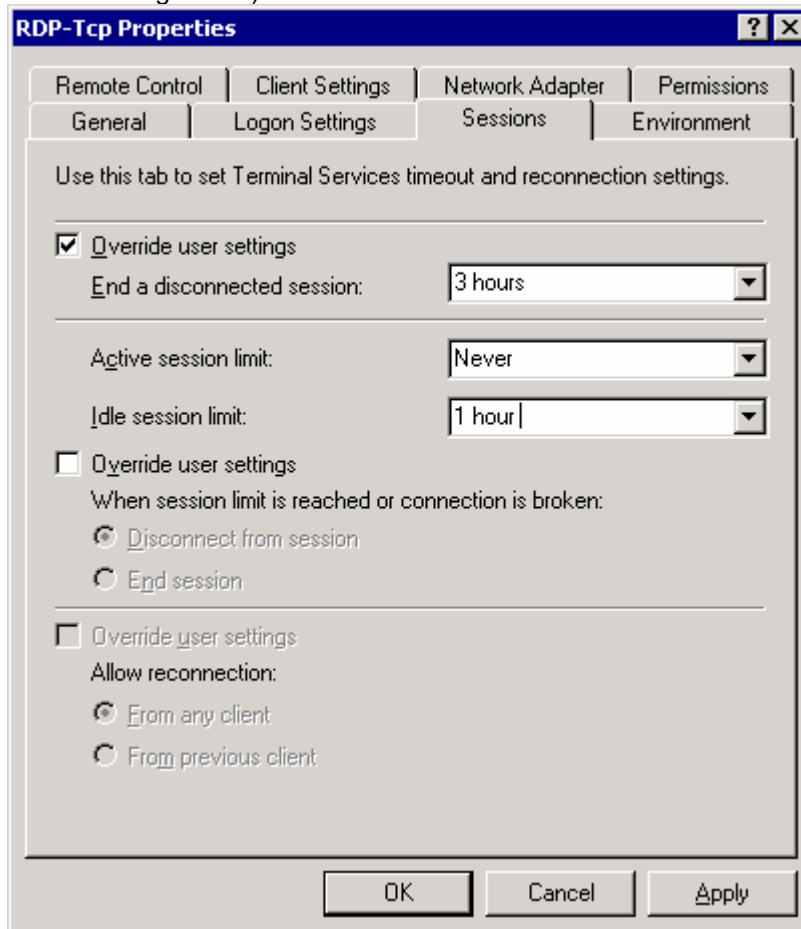 RDP-Tcp Properties
Remote Control Client Settings Network Adapter Permissions
General Logon Settings Sessions Environment
Use this tab to set Terminal Services timeout and reconnection settings.
Override user settings
End a disconnected session: 3 hours
Active session limit: Never
Idle session limit: 1 hour
Override user settings
When session limit is reached or connection is broken:
Disconnect from session
End session
Override user settings
Allow reconnection:
From any client
From previous client
OK Cancel Apply